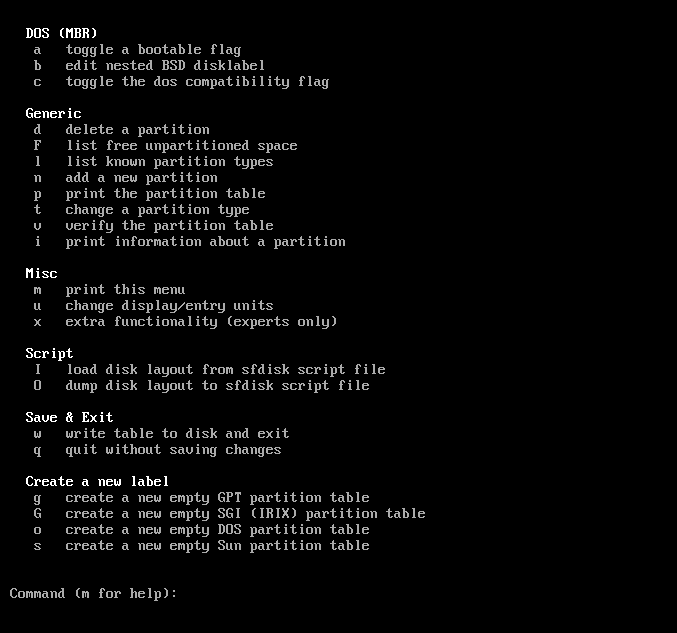 DOS (MBR)
a   toggle a bootable flag
b   edit nested BSD disklabel
c   toggle the dos compatibility flag
Generic
d   delete a partition
F   list free unpartitioned space
l   list known partition types
n   add a new partition
p   print the partition table
t   change a partition type
v   verify the partition table
i   print information about a partition
Misc
m   print this menu
u   change display/entry units
x   extra functionality (experts only)
Script
I   load disk layout from sfdisk script file
O   dump disk layout to sfdisk script file
Save & Exit
w   write table to disk and exit
q   quit without saving changes
Create a new label
g   create a new empty GPT partition table
G   create a new empty SGI (IRIX) partition table
o   create a new empty DOS partition table
s   create a new empty Sun partition table
Command (m for help):